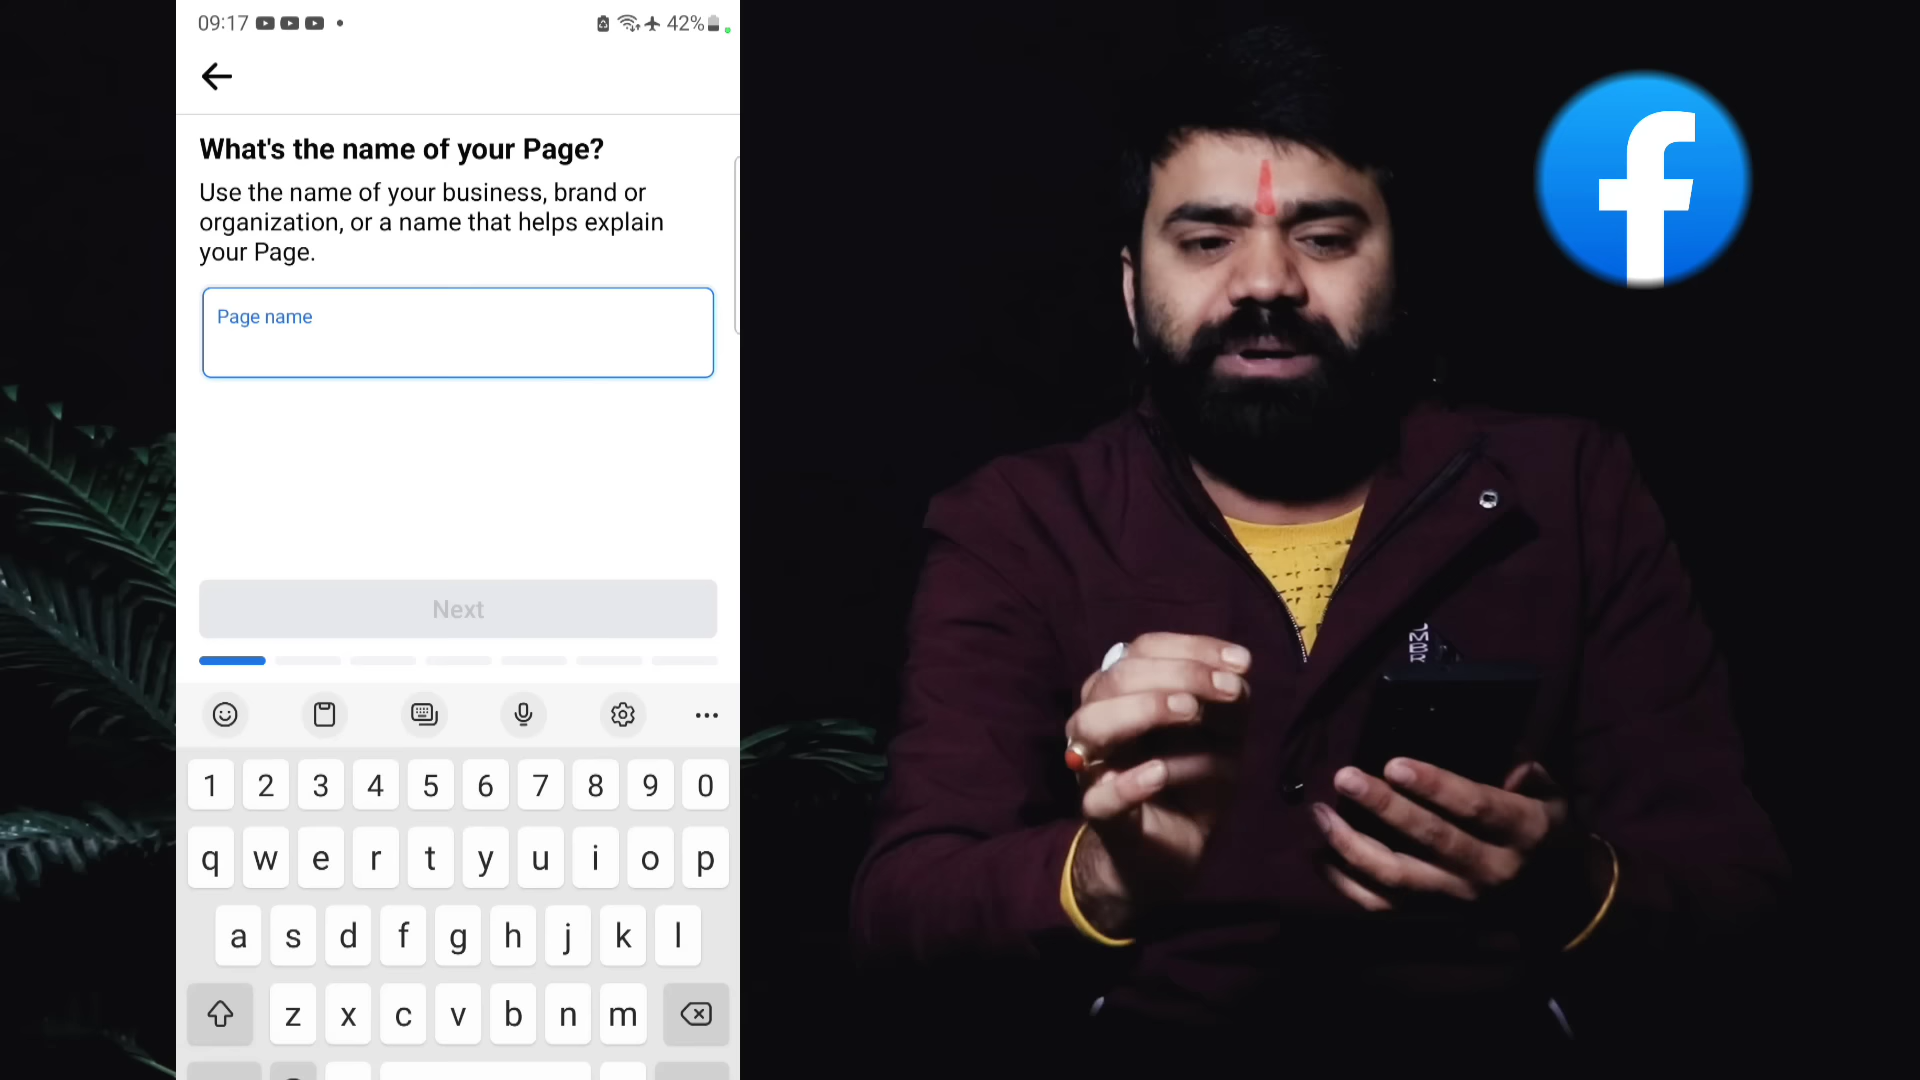 09:17
42%
What's the name of your Page?
Use the name of your business, brand or
organization, or a name that helps explain
your Page.
Page name
Next
1 2 3 4 5 6 7 8 9 0
q w e r t y u i o p
a s d f g h j k l
z x c v b n m
f